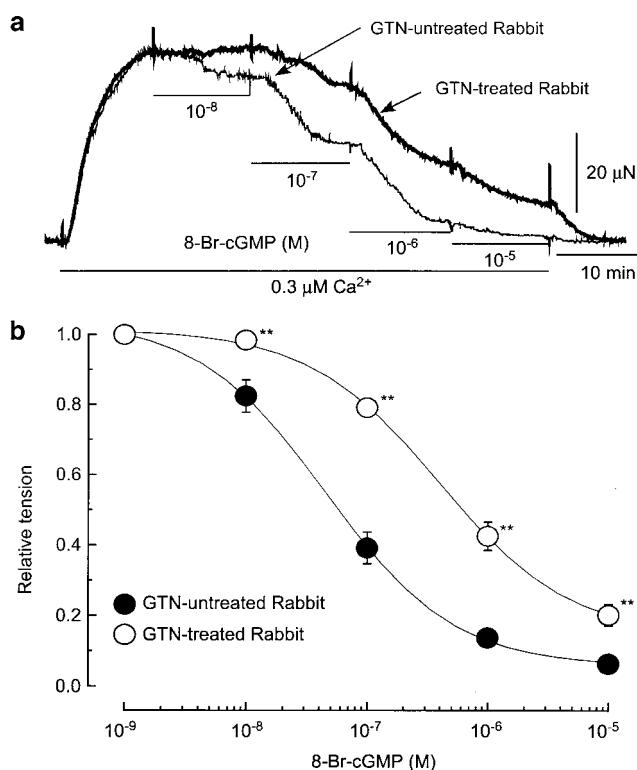 a
GTN-untreated Rabbit
GTN-treated Rabbit
10⁻⁸
20 μN
10⁻⁷
8-Br-cGMP (M)
10⁻⁶
10⁻⁵
10 min
0.3 μM Ca²⁺
b
1.0
**
**
0.8
0.6
Relative tension
**
0.4
GTN-untreated Rabbit
**
0.2
GTN-treated Rabbit
0.0
10⁻⁹ 10⁻⁸ 10⁻⁷ 10⁻⁶ 10⁻⁵
8-Br-cGMP (M)